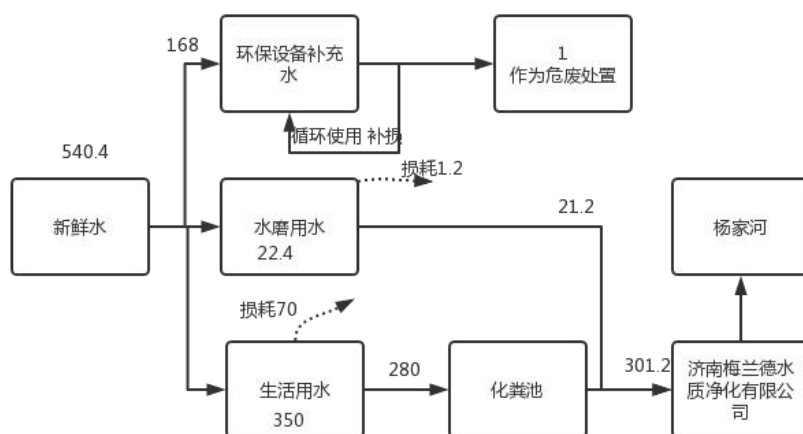 168
环保设备补充
水
1
作为危废处置
循环使用 补损
540.4
损耗1.2
新鲜水
水磨用水
22.4
21.2
杨家河
损耗70
生活用水
350
280
化粪池
301.2
济南梅兰德水
质净化有限公
司